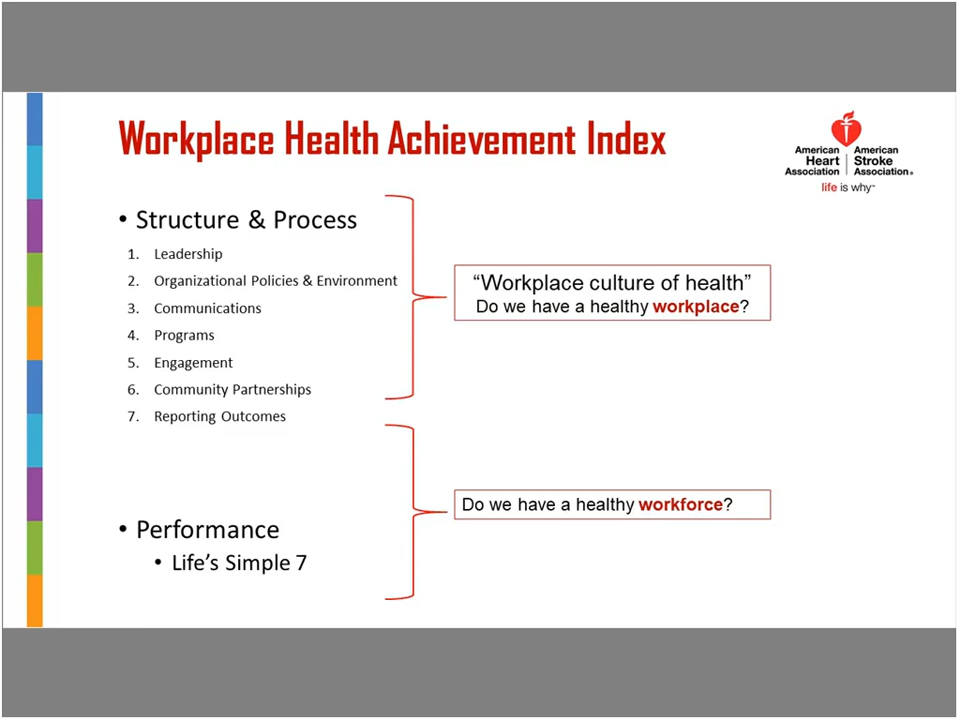 Workplace Health Achievement Index
American
Heart
Association
American
Stroke
Association®
life is why™
• Structure & Process
1. Leadership
2. Organizational Policies & Environment
3. Communications
4. Programs
5. Engagement
6. Community Partnerships
7. Reporting Outcomes
“Workplace culture of health”
Do we have a healthy workplace?
• Performance
• Life’s Simple 7
Do we have a healthy workforce?